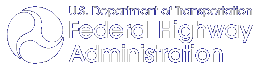 U.S. Department of Transportation
Federal Highway
Administration